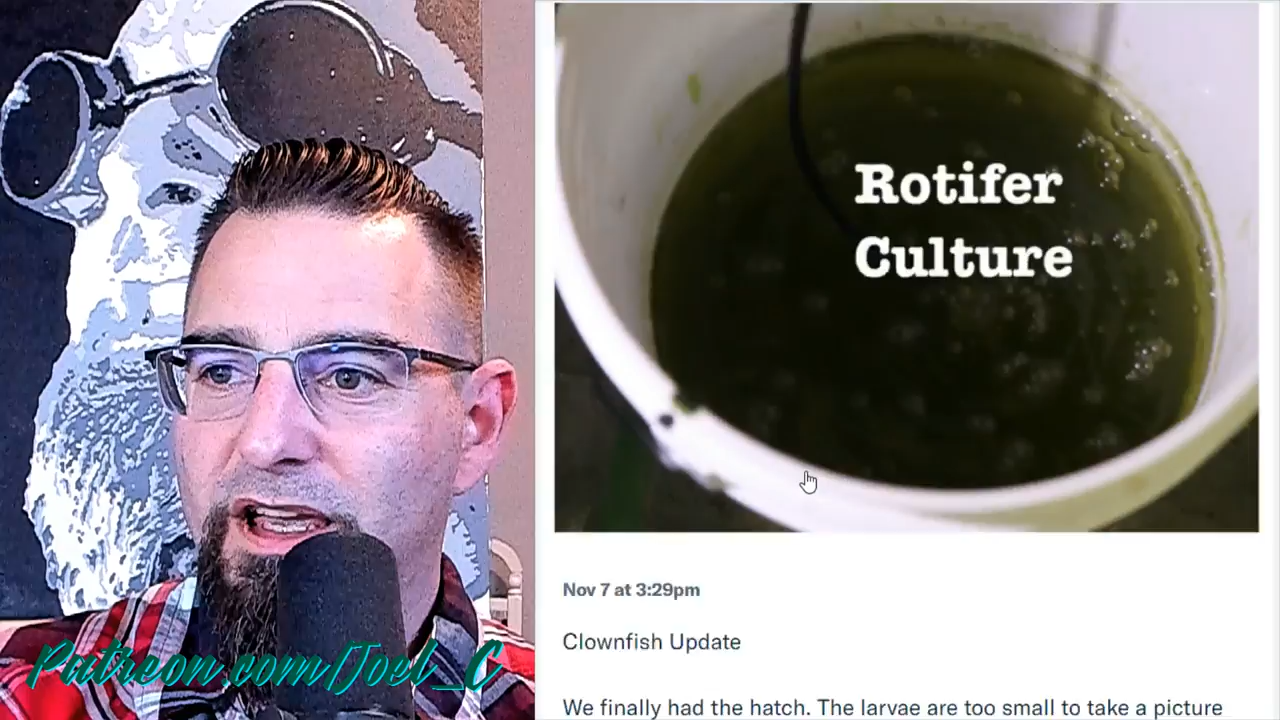 Rotifer
Culture
Nov 7 at 3:29pm
Clownfish Update
We finally had the hatch. The larvae are too small to take a picture
Patreon.com/Joel_C